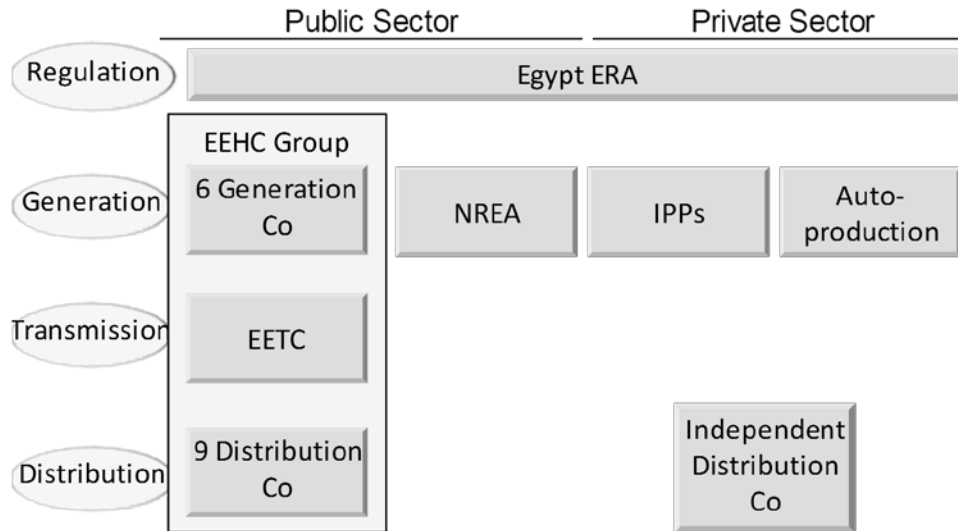 Public Sector
Private Sector
Regulation
Egypt ERA
EEHC Group
Generation
6 Generation
Co
NREA
IPPs
Auto-
production
Transmission
EETC
Distribution
9 Distribution
Co
Independent
Distribution
Co